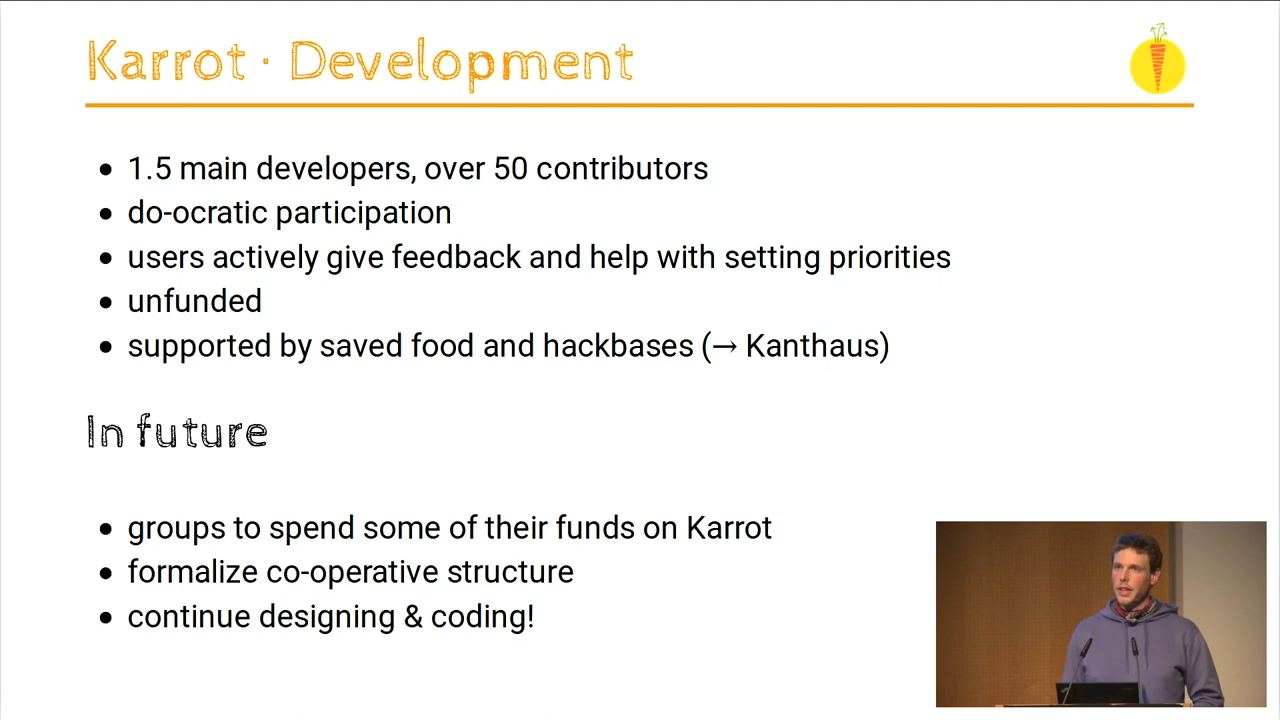 Karrot · Development
• 1.5 main developers, over 50 contributors
• do-ocratic participation
• users actively give feedback and help with setting priorities
• unfunded
• supported by saved food and hackbases (→ Kanthaus)
In future
• groups to spend some of their funds on Karrot
• formalize co-operative structure
• continue designing & coding!